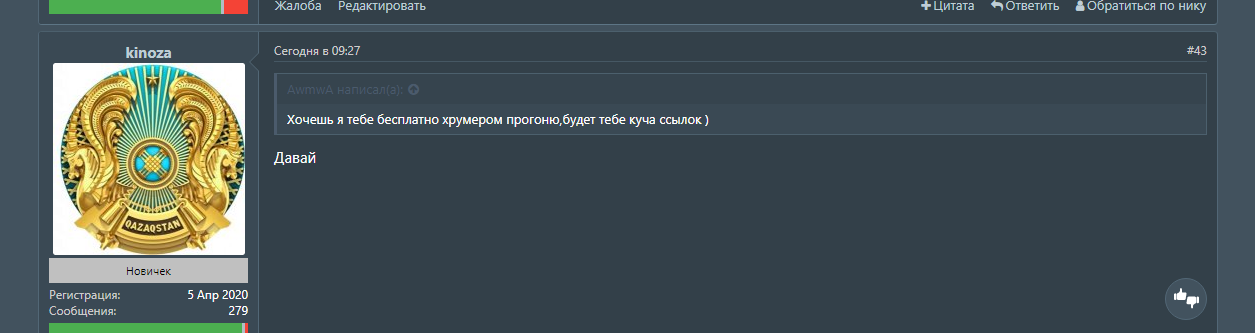 Жалоба Редактировать Цитата Ответить Обратиться по нику
kinoza
Сегодня в 09:27 #43
AwmwA написал(а):
Хочешь я тебе бесплатно хрумером прогоню,будет тебе куча ссылок )
Давай
QAZAQSTAN
Новичек
Регистрация: 5 Апр 2020
Сообщения: 279